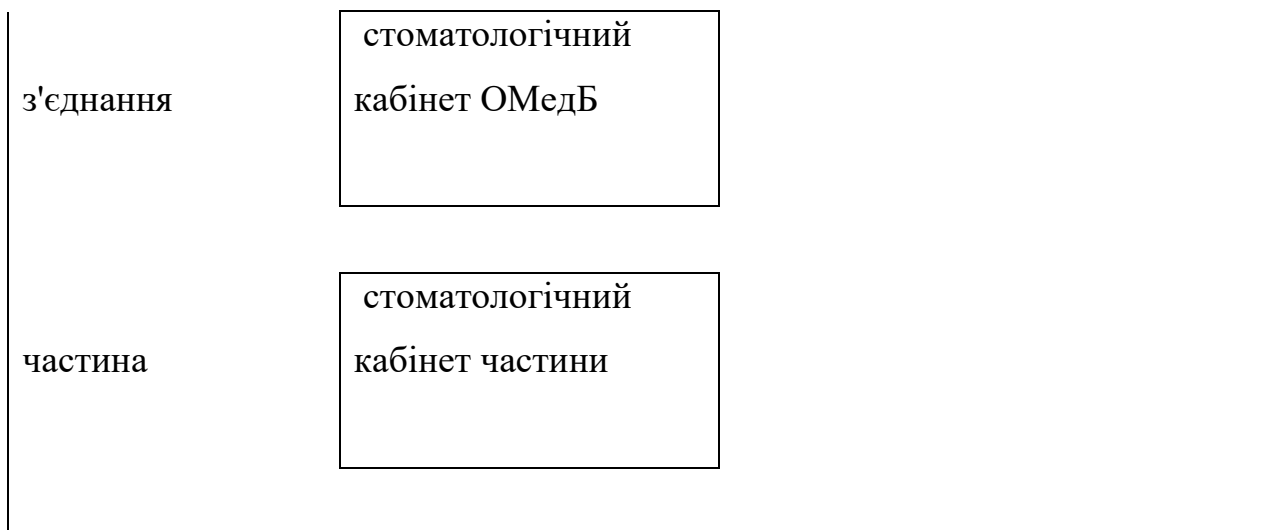 стоматологічний
з'єднання кабінет ОМедБ
стоматологічний
частина кабінет частини